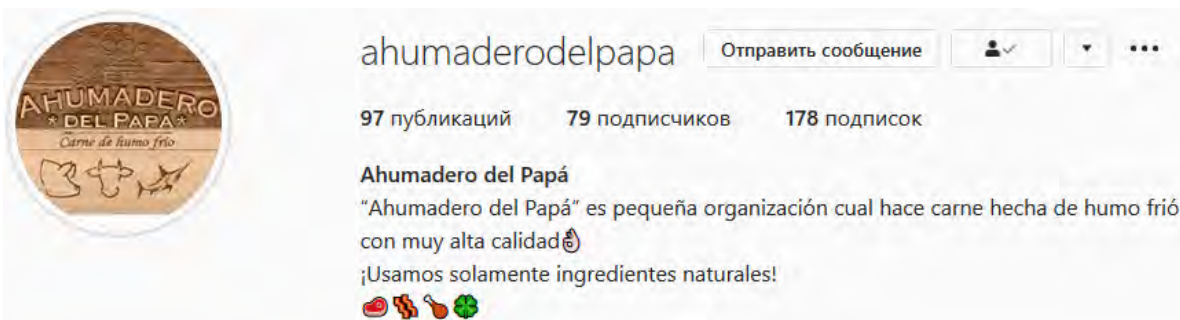 AHUMADERO
* DEL PAPÁ *
Carne de humo frío
ahumaderodelpapa Отправить сообщение
97 публикаций 79 подписчиков 178 подписок
Ahumadero del Papá
“Ahumadero del Papá” es pequeña organización cual hace carne hecha de humo frió
con muy alta calidad👌
¡Usamos solamente ingredientes naturales!
🥩🥓🍗🍀